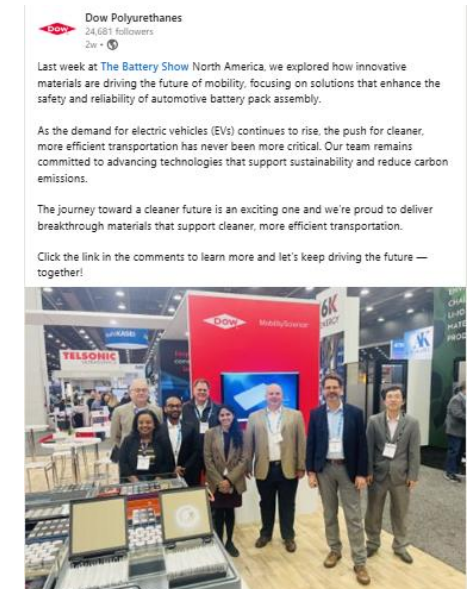 Dow Polyurethanes
24,681 followers
2w •
Last week at The Battery Show North America, we explored how innovative
materials are driving the future of mobility, focusing on solutions that enhance the
safety and reliability of automotive battery pack assembly.
As the demand for electric vehicles (EVs) continues to rise, the push for cleaner,
more efficient transportation has never been more critical. Our team remains
committed to advancing technologies that support sustainability and reduce carbon
emissions.
The journey toward a cleaner future is an exciting one and we're proud to deliver
breakthrough materials that support cleaner, more efficient transportation.
Click the link in the comments to learn more and let's keep driving the future —
together!
DOW
MobilityScience
6K
ENERGY
TELSONIC